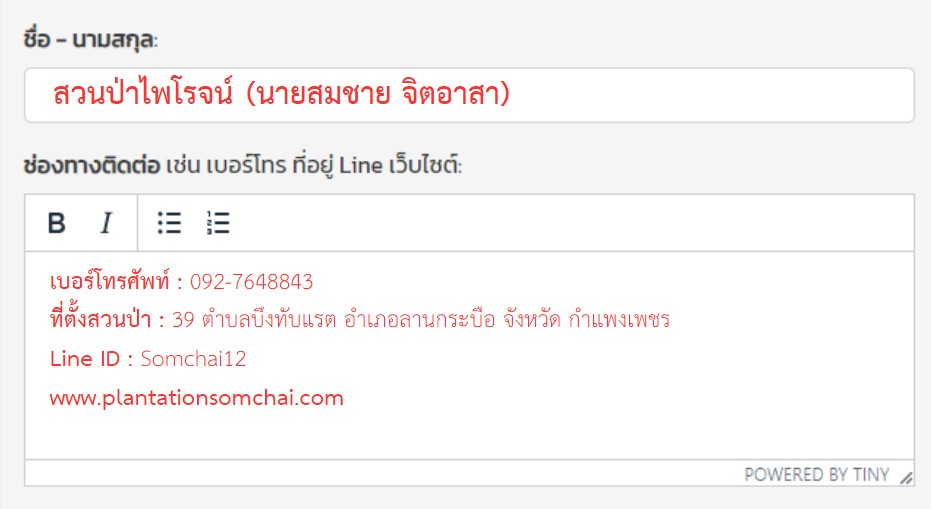 ชื่อ – นามสกุล:
สวนป่าไพโรจน์ (นายสมชาย จิตอาสา)
ช่องทางติดต่อ เช่น เบอร์โทร ที่อยู่ Line เว็บไซต์:
B I
เบอร์โทรศัพท์ : 092-7648843
ที่ตั้งสวนป่า : 39 ตำบลบึงทับแรต อำเภอลานกระบือ จังหวัด กำแพงเพชร
Line ID : Somchai12
www.plantationsomchai.com
POWERED BY TINY